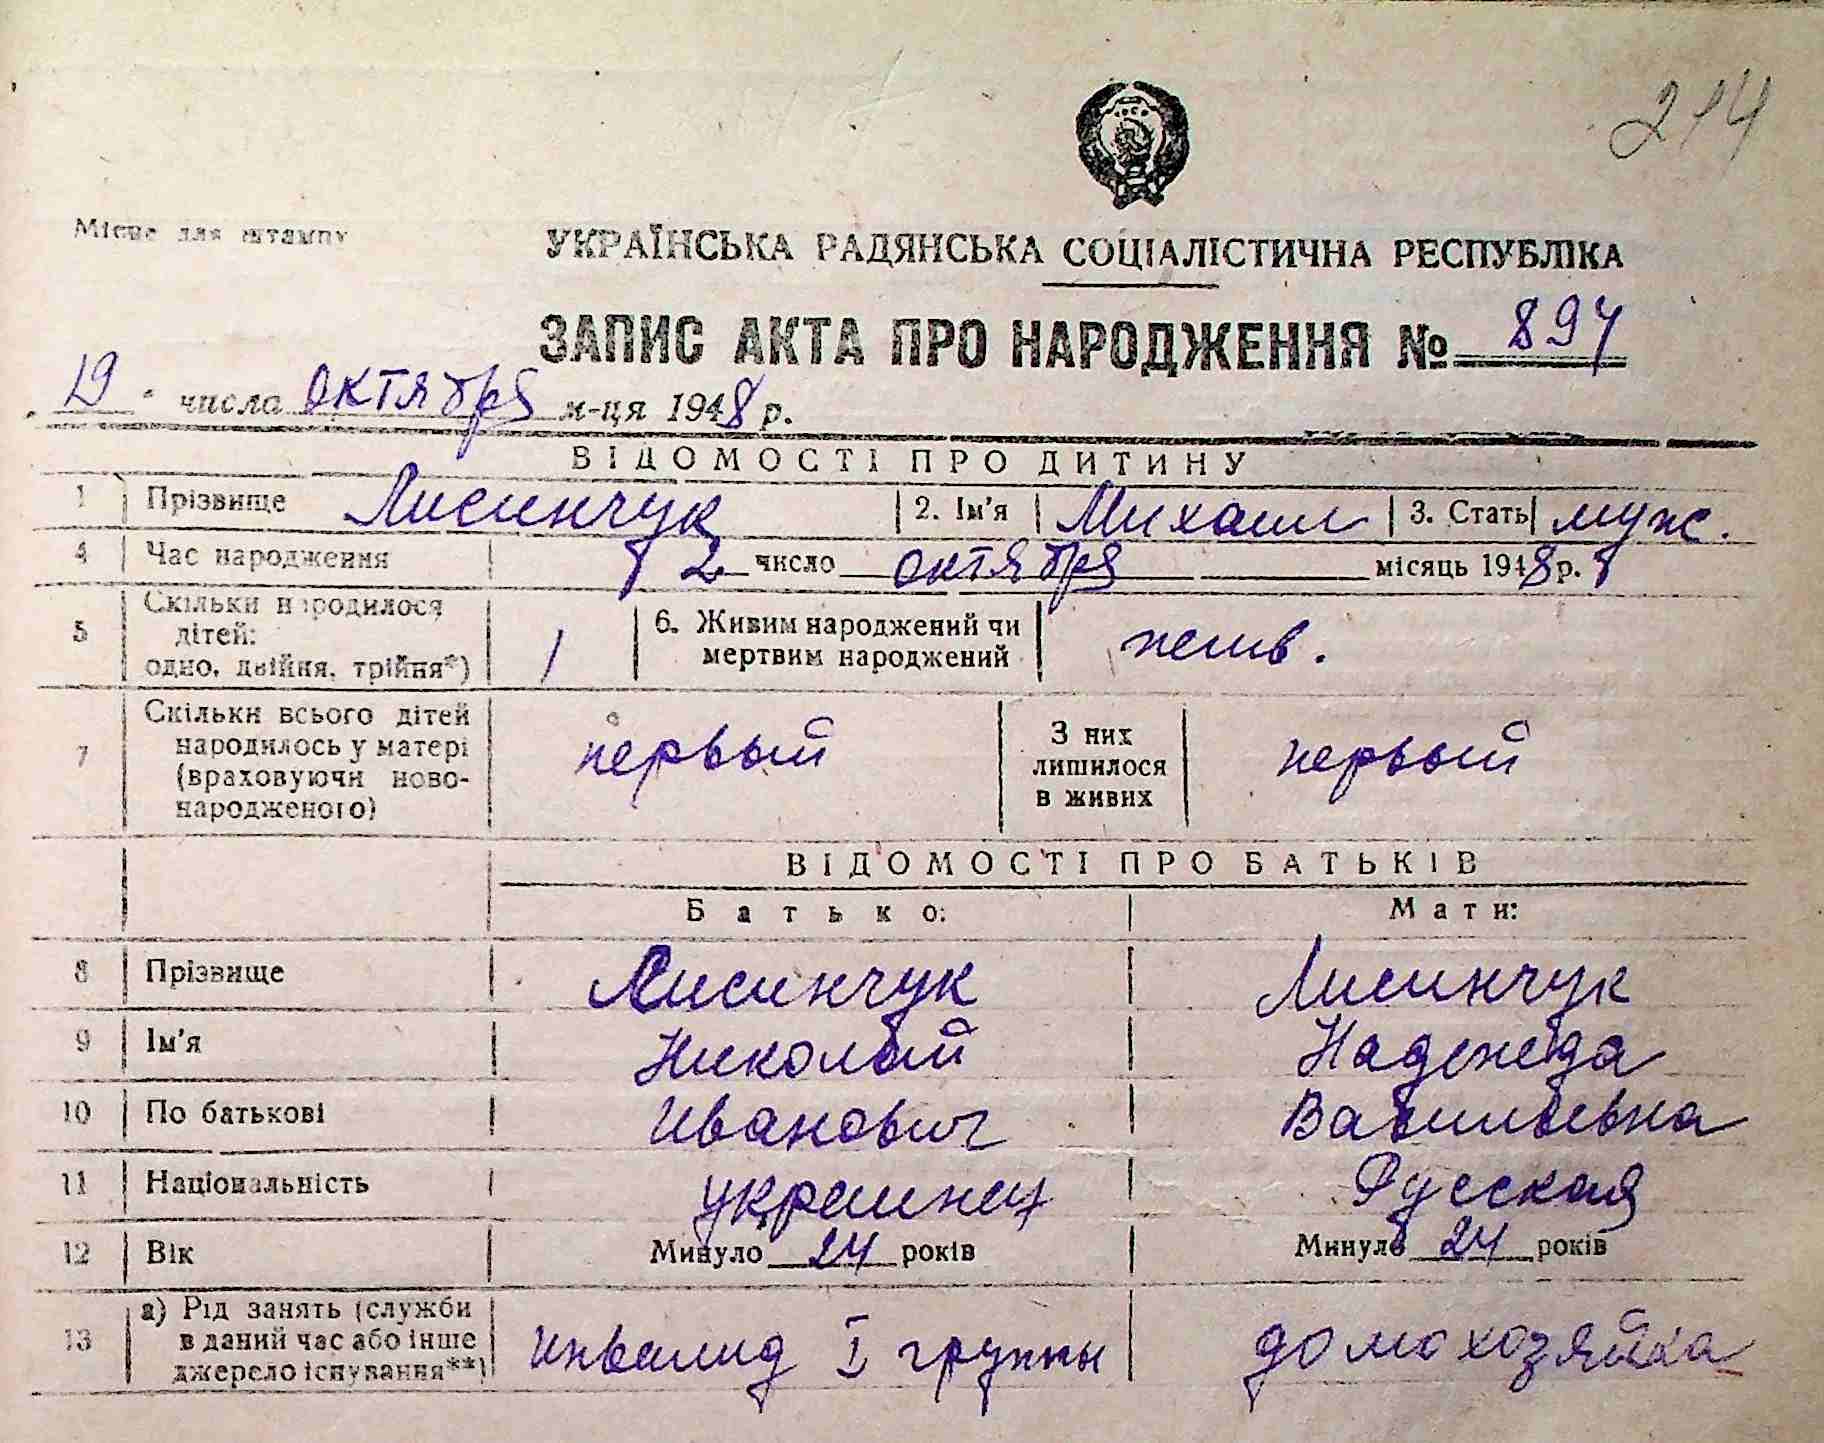 214
Місце для штампу
УКРАЇНСЬКА РАДЯНСЬКА СОЦІАЛІСТИЧНА РЕСПУБЛІКА
ЗАПИС АКТА ПРО НАРОДЖЕННЯ № 894
„19" числа октября м-ця 1948 р.
ВІДОМОСТІ ПРО ДИТИНУ
1 Прізвище Лисинчук 2. Ім'я Михаил 3. Стать муж.
4 Час народження 2 число октября місяць 1948 р.
5 Скільки народилося дітей: одно, двійня, трійня*) 1 6. Живим народжений чи мертвим народжений жив.
7 Скільки всього дітей народилось у матері (враховуючи новонародженого) первый З них лишилося в живих первый
ВІДОМОСТІ ПРО БАТЬКІВ
Батько: Мати:
8 Прізвище Лисинчук Лисинчук
9 Ім'я Николай Надежда
10 По батькові Иванович Васильевна
11 Національність украинец Русская
12 Вік Минуло 24 років Минуло 24 років
13 а) Рід занять (служби в даний час або інше джерело існування**) Инвалид I группы домохозяйка